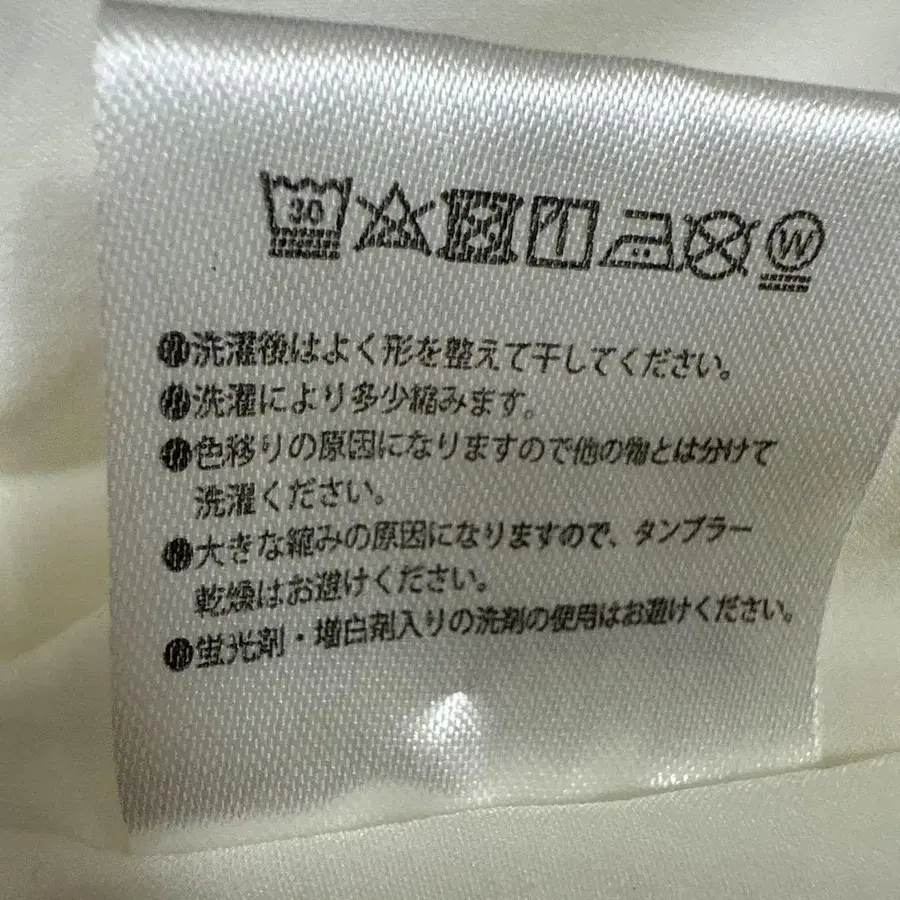 30
W
洗濯後はよく形を整えて干してください。
洗濯により多少縮みます。
色移りの原因になりますので他の物とは分けて
洗濯ください。
大きな縮みの原因になりますので、タンブラー
乾燥はお避けください。
蛍光剤・増白剤入りの洗剤の使用はお避けください。